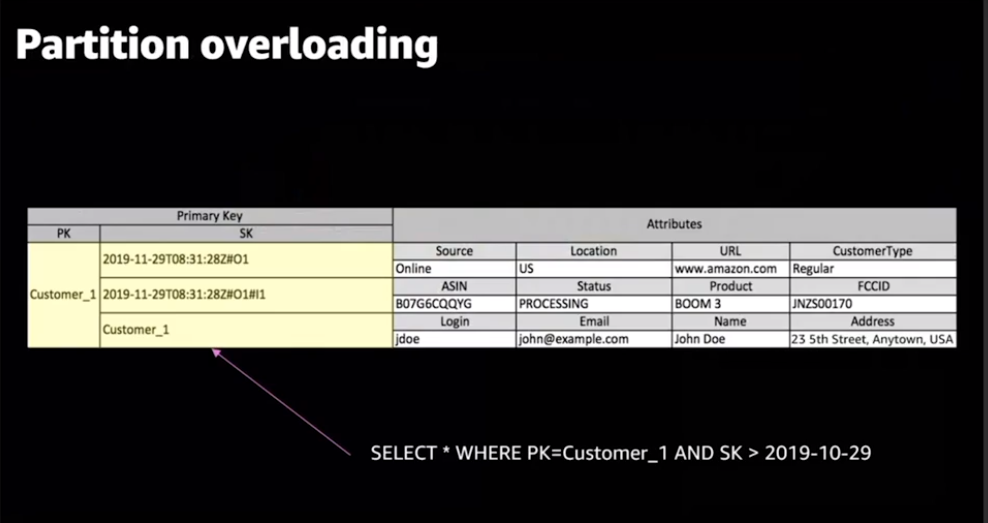 Partition overloading
Primary Key
Attributes
PK
SK
Customer_1
2019-11-29T08:31:28Z#O1
Source
Location
URL
CustomerType
Online
US
www.amazon.com
Regular
2019-11-29T08:31:28Z#O1#I1
ASIN
Status
Product
FCCID
B07G6CQQYG
PROCESSING
BOOM 3
JNZS00170
Customer_1
Login
Email
Name
Address
jdoe
john@example.com
John Doe
23 5th Street, Anytown, USA
SELECT * WHERE PK=Customer_1 AND SK > 2019-10-29